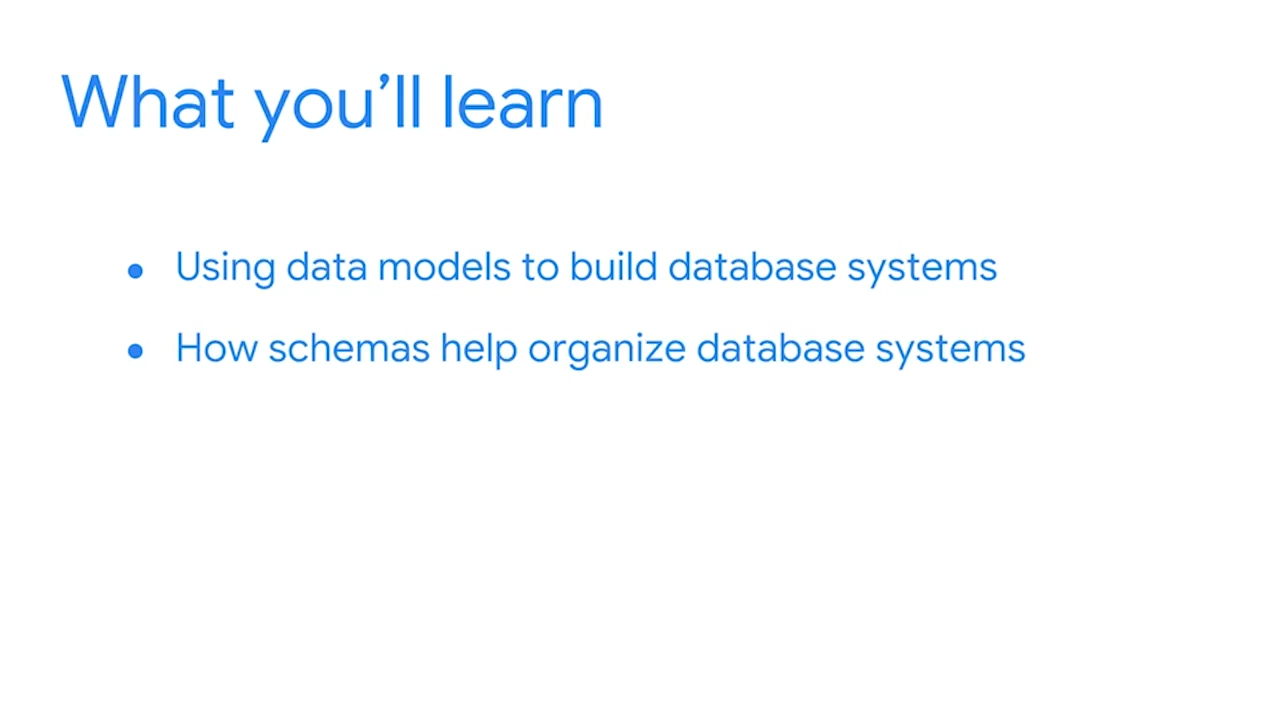 What you’ll learn
● Using data models to build database systems
● How schemas help organize database systems